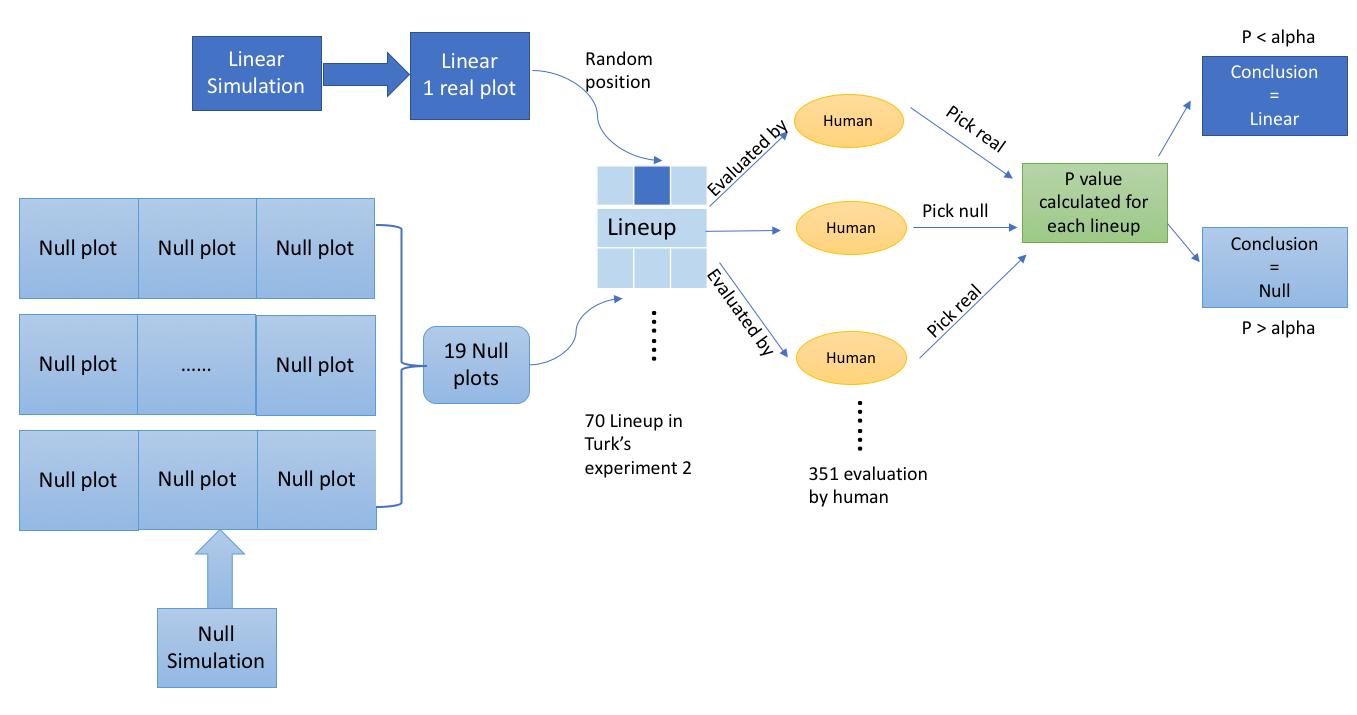 Linear
Simulation
Linear
1 real plot
Random
position
Null plot
Null plot
Null plot
Null plot
......
Null plot
Null plot
Null plot
Null plot
19 Null
plots
Null
Simulation
Lineup
70 Lineup in
Turk's
experiment 2
Evaluated by
Evaluated by
Human
Human
Human
351 evaluation
by human
Pick real
Pick null
Pick real
P value
calculated for
each lineup
P < alpha
Conclusion
=
Linear
Conclusion
=
Null
P > alpha